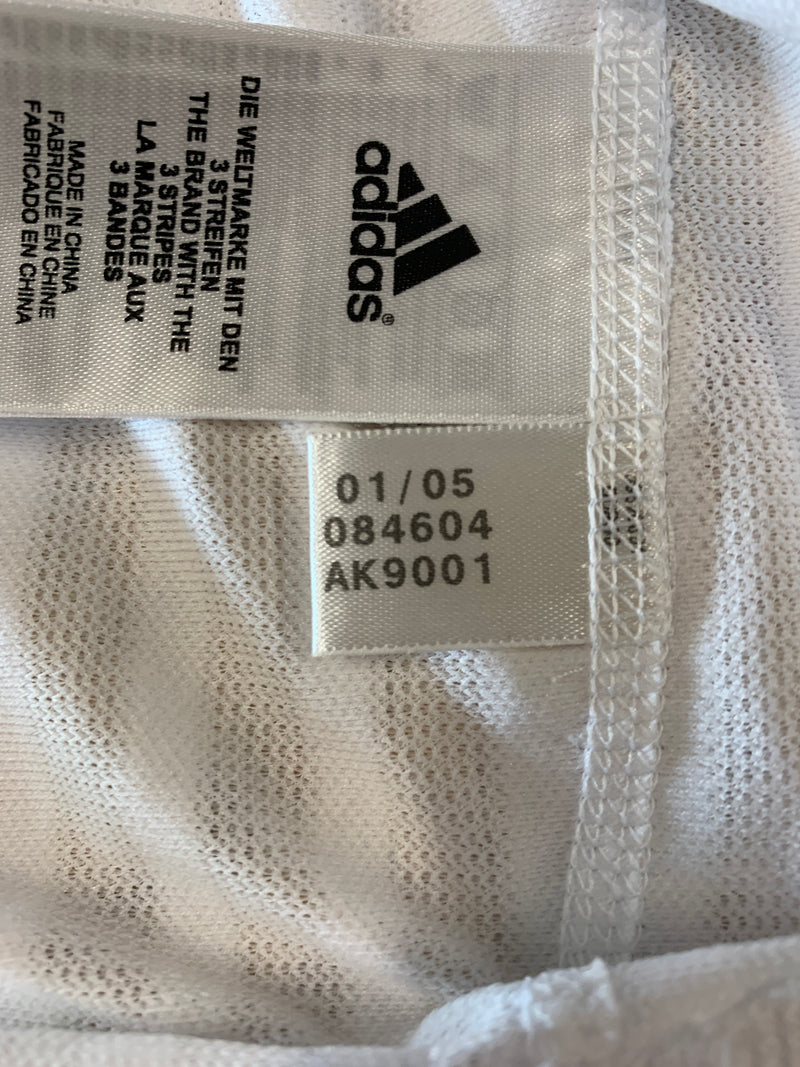 adidas®
DIE WELTMARKE MIT DEN
3 STREIFEN
THE BRAND WITH THE
3 STRIPES
LA MARQUE AUX
3 BANDES
MADE IN CHINA
FABRIQUE EN CHINE
FABRICADO EN CHINA
01/05
084604
AK9001